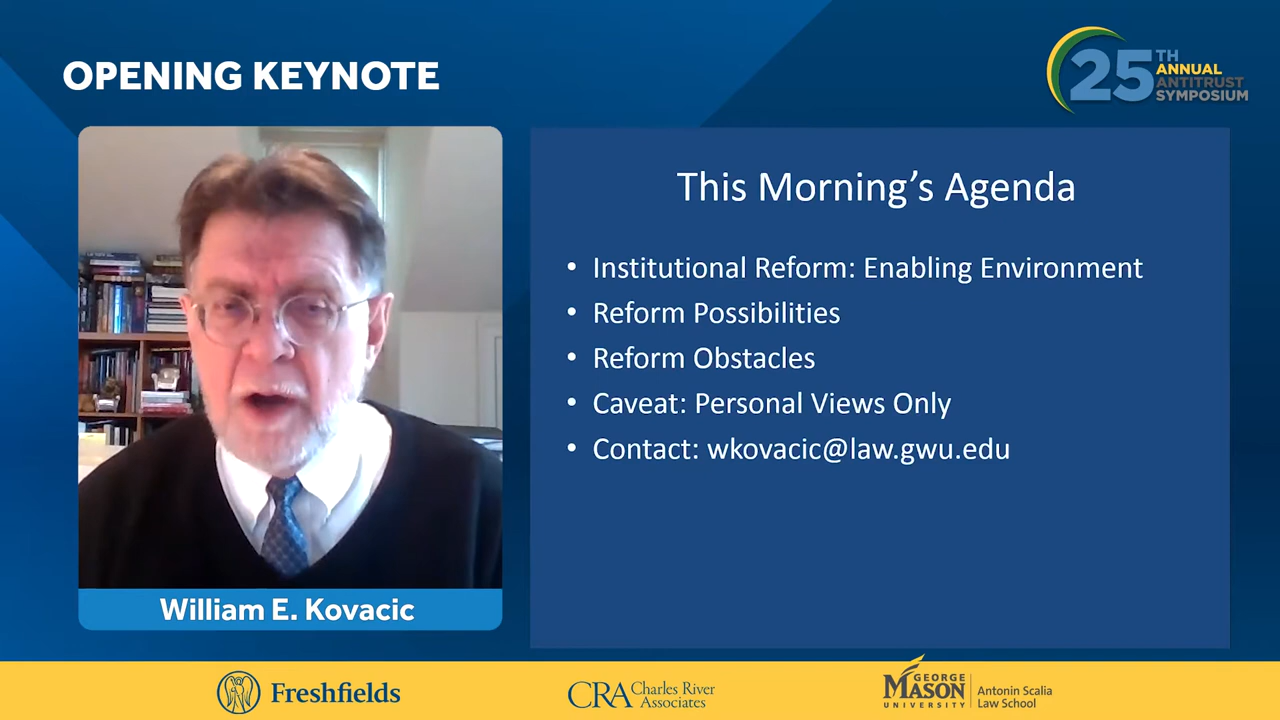 OPENING KEYNOTE
25TH
ANNUAL
ANTITRUST
SYMPOSIUM
This Morning’s Agenda
• Institutional Reform: Enabling Environment
• Reform Possibilities
• Reform Obstacles
• Caveat: Personal Views Only
• Contact: wkovacic@law.gwu.edu
William E. Kovacic
Freshfields
CRA Charles River
Associates
GEORGE
MASON
UNIVERSITY
Antonin Scalia
Law School